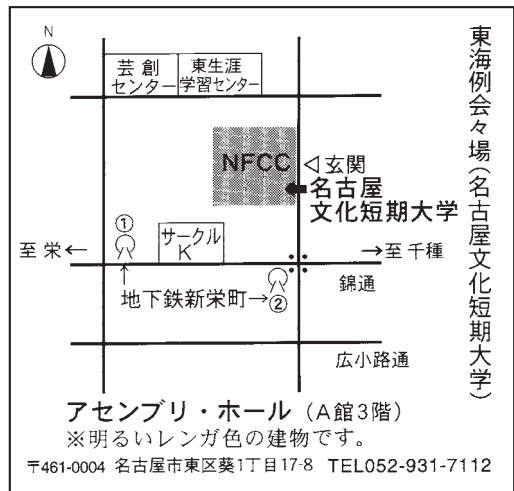 東海例会々場(名古屋文化短期大学)
N
芸創
センター
東生涯
学習センター
NFCC
◁玄関
名古屋
文化短期大学
①
サークル
K
至栄←
→至千種
錦通
地下鉄新栄町→②
広小路通
アセンブリ・ホール(A館3階)
※明るいレンガ色の建物です。
〒461-0004 名古屋市東区葵1丁目17-8 TEL052-931-7112